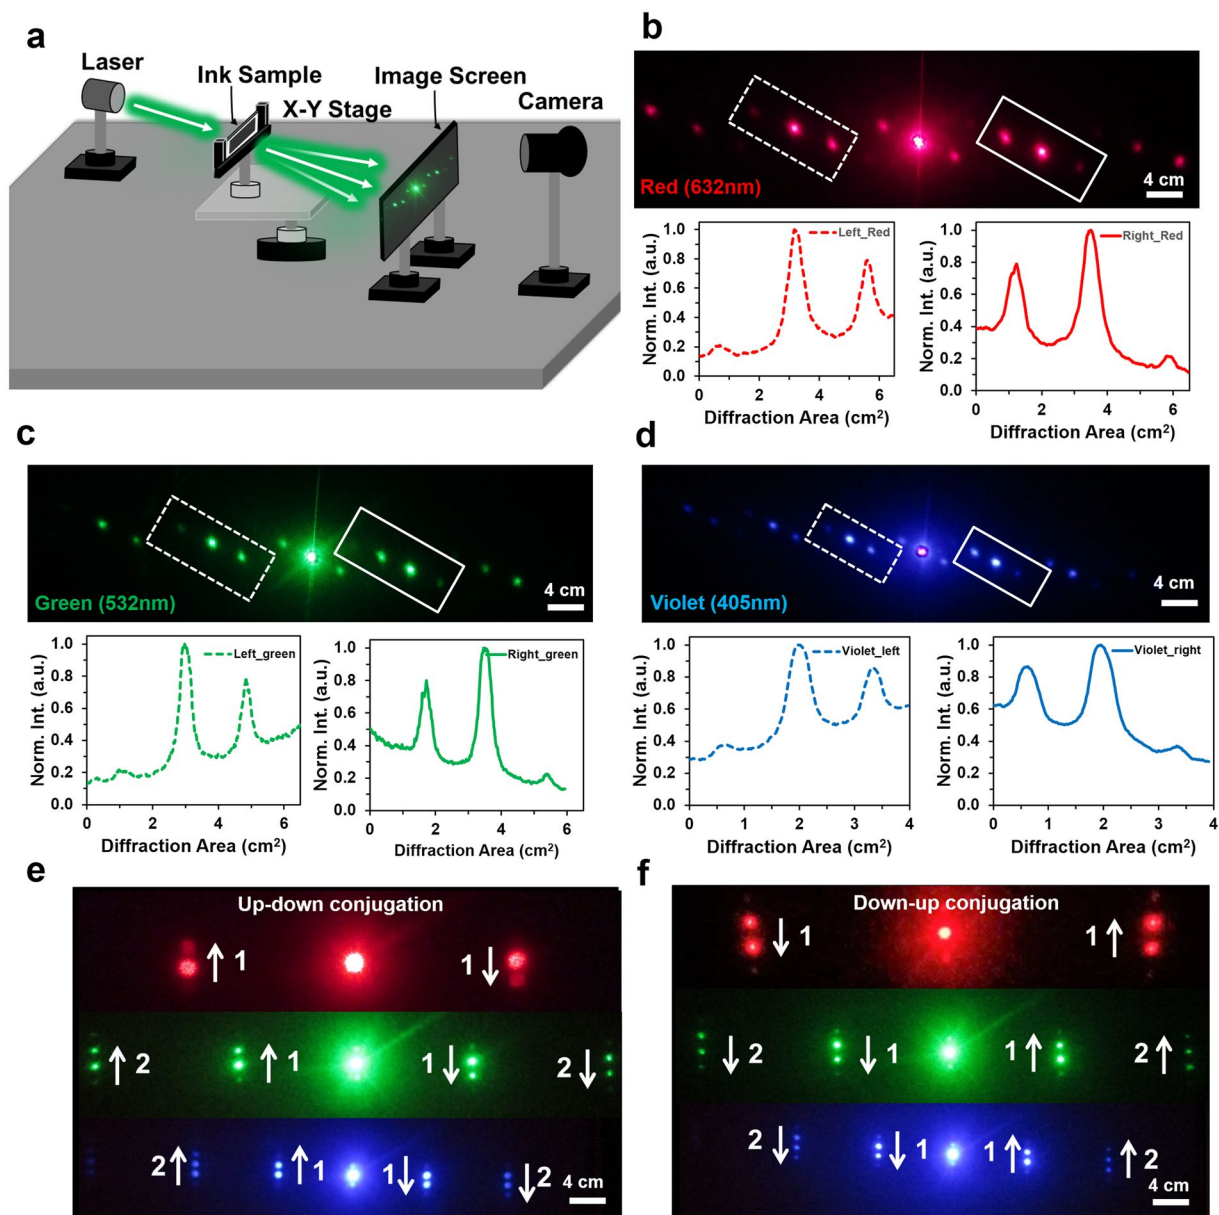 a
Laser
Ink Sample
X-Y Stage
Image Screen
Camera
b
Red (632nm)
4 cm
Norm. Int. (a.u.)
1.0
0.8
0.6
0.4
0.2
0.0
0 2 4 6
Diffraction Area (cm²)
Left_Red
Norm. Int. (a.u.)
1.0
0.8
0.6
0.4
0.2
0.0
0 2 4 6
Diffraction Area (cm²)
Right_Red
c
Green (532nm)
4 cm
Norm. Int. (a.u.)
1.0
0.8
0.6
0.4
0.2
0.0
0 2 4 6
Diffraction Area (cm²)
Left_green
Norm. Int. (a.u.)
1.0
0.8
0.6
0.4
0.2
0.0
0 2 4 6
Diffraction Area (cm²)
Right_green
d
Violet (405nm)
4 cm
Norm. Int. (a.u.)
1.0
0.8
0.6
0.4
0.2
0.0
0 1 2 3 4
Diffraction Area (cm²)
Violet_left
Norm. Int. (a.u.)
1.0
0.8
0.6
0.4
0.2
0.0
0 1 2 3 4
Diffraction Area (cm²)
Violet_right
e
Up-down conjugation
↑ 1 1 ↓
↑ 2 ↑ 1 1 ↓ 2 ↓
2 ↑ ↑ 1 1 ↓ ↓ 2
4 cm
f
Down-up conjugation
↓ 1 1 ↑
↓ 2 ↓ 1 1 ↑ 2 ↑
2 ↓ ↓ 1 1 ↑ ↑ 2
4 cm